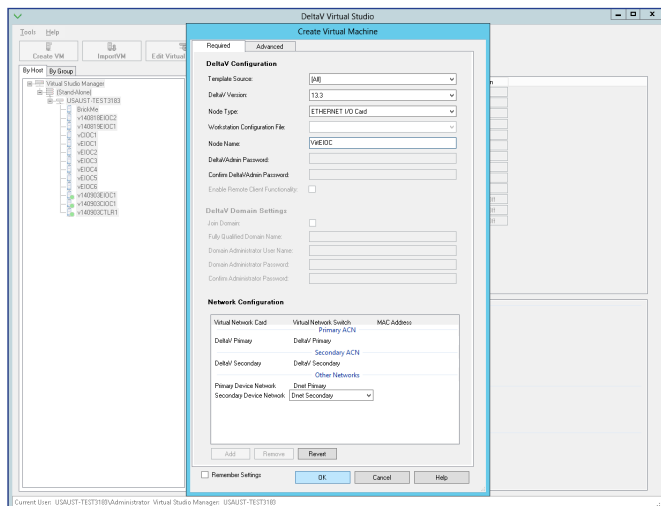 DeltaV Virtual Studio
Tools Help
Create VM
ImportVM
Edit Virtual
By Host By Group
Virtual Studio Manager
(Stand-Alone)
USAUST-TEST3183
BrickMe
v140818EIOC2
v140819EIOC1
vCIOC1
vEIOC1
vEIOC2
vEIOC3
vEIOC4
vEIOC5
vEIOC6
v140903EIOC1
v140903CIOC1
v140903CTLR1
Create Virtual Machine
Required Advanced
DeltaV Configuration
Template Source: [All]
DeltaV Version: 13.3
Node Type: ETHERNET I/O Card
Workstation Configuration File:
Node Name: VirtEIOC
DeltaVAdmin Password:
Confirm DeltaVAdmin Password:
Enable Remote Client Functionality:
DeltaV Domain Settings
Join Domain:
Fully Qualified Domain Name:
Domain Administrator User Name:
Domain Administrator Password:
Confirm Administrator Password:
Network Configuration
Virtual Network Card Virtual Network Switch MAC Address
Primary ACN
DeltaV Primary DeltaV Primary
Secondary ACN
DeltaV Secondary DeltaV Secondary
Other Networks
Primary Device Network Dnet Primary
Secondary Device Network Dnet Secondary
Add Remove Revert
Remember Settings
OK Cancel Help
Current User: USAUST-TEST3183\Administrator Virtual Studio Manager: USAUST-TEST3183